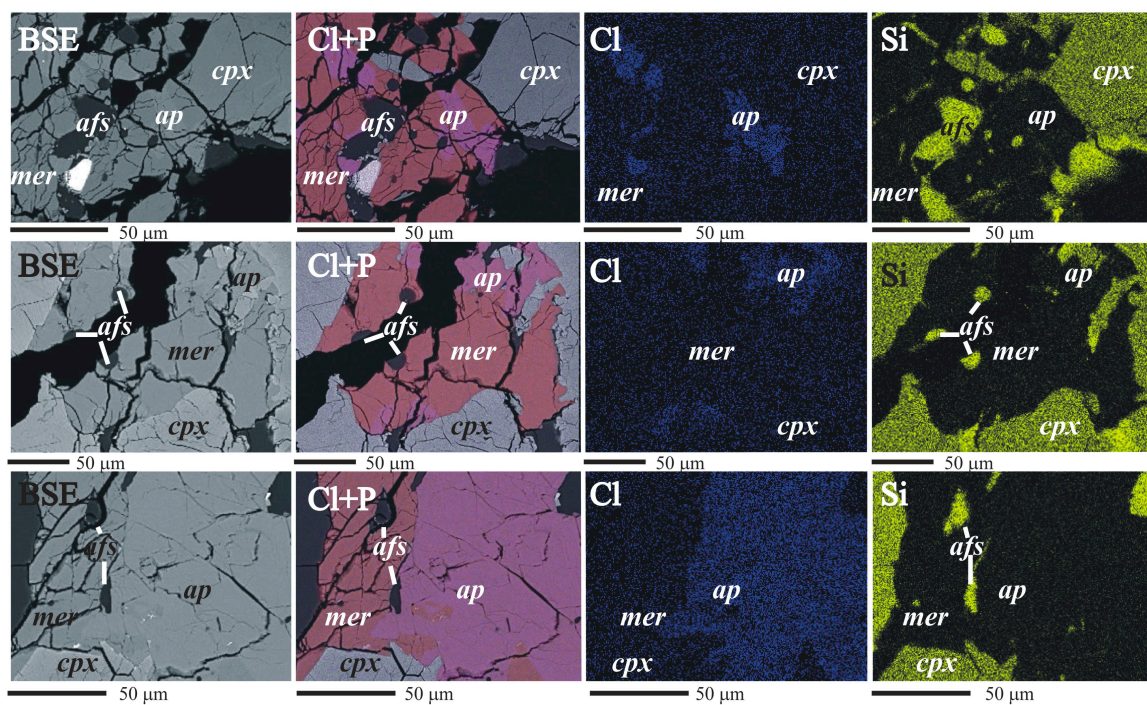 BSE
cpx
afs
ap
mer
50 μm
Cl+P
cpx
afs
ap
mer
50 μm
Cl
cpx
ap
mer
50 μm
Si
cpx
afs
ap
mer
50 μm
BSE
ap
afs
mer
cpx
50 μm
Cl+P
ap
afs
mer
cpx
50 μm
Cl
ap
mer
cpx
50 μm
Si
ap
afs
mer
cpx
50 μm
BSE
afs
ap
mer
cpx
50 μm
Cl+P
afs
ap
mer
cpx
50 μm
Cl
ap
mer
cpx
50 μm
Si
afs
ap
mer
cpx
50 μm